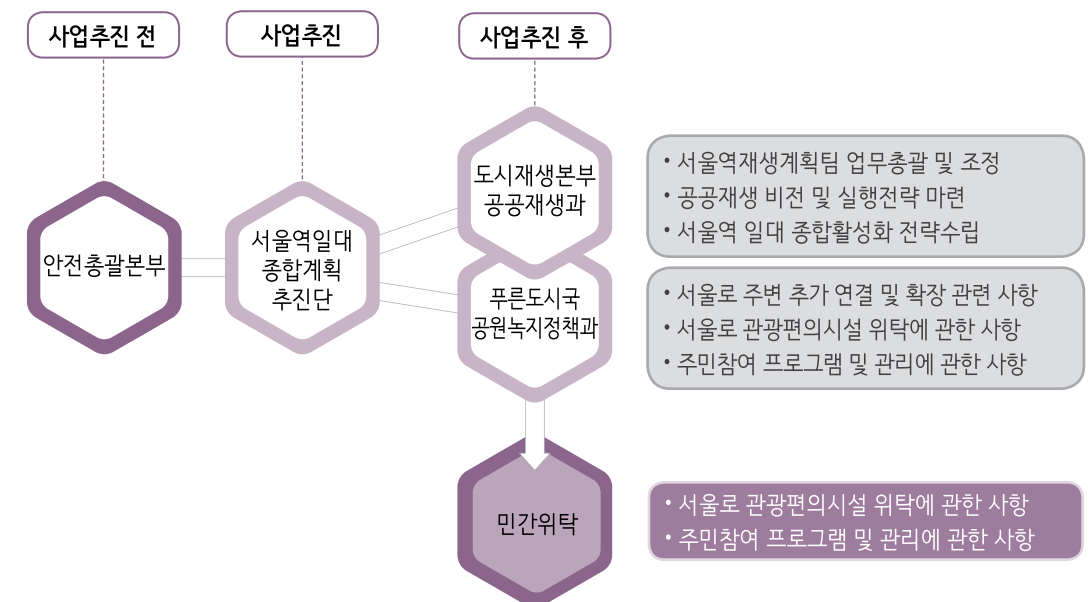 사업추진 전
사업추진
사업추진 후
안전총괄본부
서울역일대
종합계획
추진단
도시재생본부
공공재생과
• 서울역재생계획팀 업무총괄 및 조정
• 공공재생 비전 및 실행전략 마련
• 서울역 일대 종합활성화 전략수립
푸른도시국
공원녹지정책과
• 서울로 주변 추가 연결 및 확장 관련 사항
• 서울로 관광편의시설 위탁에 관한 사항
• 주민참여 프로그램 및 관리에 관한 사항
민간위탁
• 서울로 관광편의시설 위탁에 관한 사항
• 주민참여 프로그램 및 관리에 관한 사항